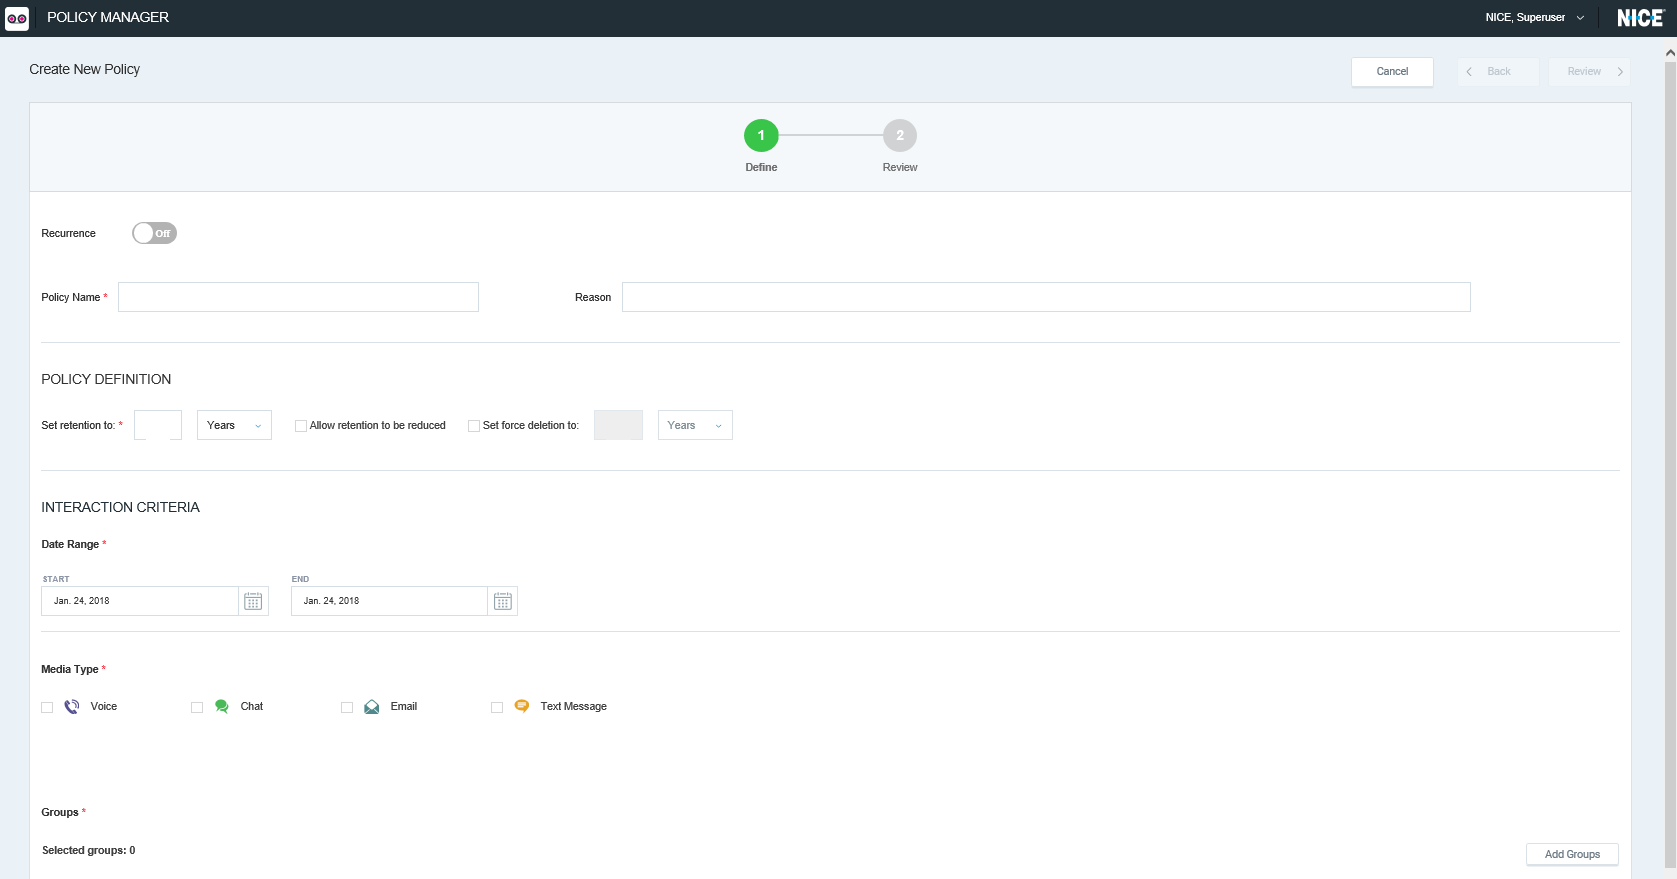 POLICY MANAGER
NICE, Superuser
NICE
Create New Policy
Cancel
Back
Review
1
2
Define
Review
Recurrence
Off
Policy Name *
Reason
POLICY DEFINITION
Set retention to: *
Years
Allow retention to be reduced
Set force deletion to:
Years
INTERACTION CRITERIA
Date Range *
START
END
Jan. 24, 2018
Jan. 24, 2018
Media Type *
Voice
Chat
Email
Text Message
Groups *
Selected groups: 0
Add Groups